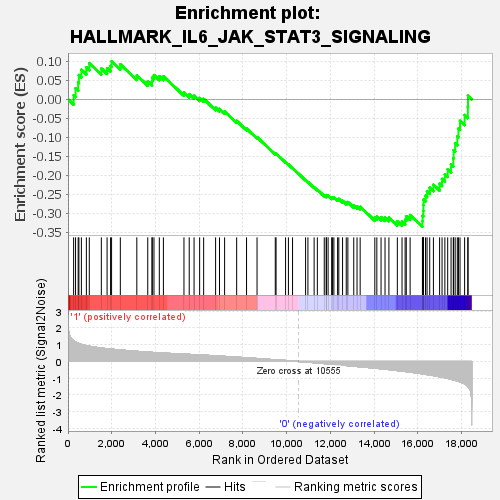 Enrichment plot:
HALLMARK_IL6_JAK_STAT3_SIGNALING
Enrichment score (ES)
0.10
0.05
0.00
-0.05
-0.10
-0.15
-0.20
-0.25
-0.30
-0.35
'1' (positively correlated)
Ranked list metric (Signal2Noise)
3
2
1
0
-1
-2
-3
-4
Zero cross at 10555
'0' (negatively correlated)
0 2,000 4,000 6,000 8,000 10,000 12,000 14,000 16,000 18,000
Rank in Ordered Dataset
Enrichment profile Hits Ranking metric scores